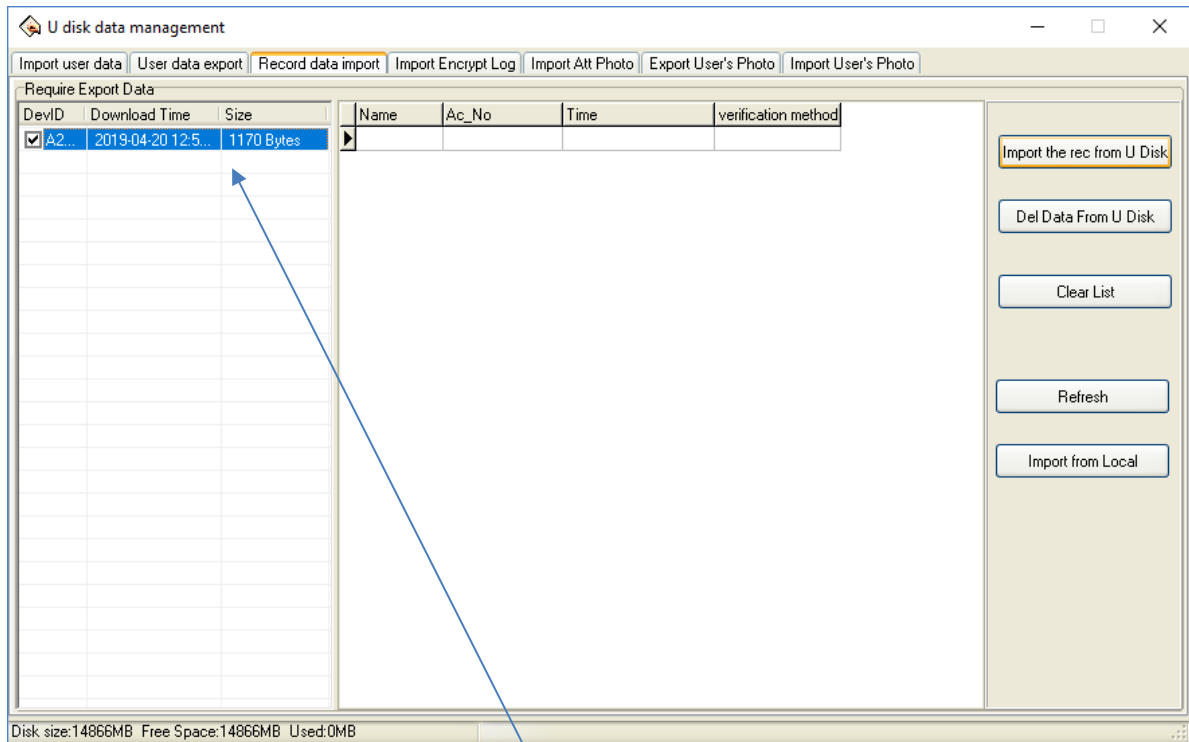 U disk data management
Import user data User data export Record data import Import Encrypt Log Import Att Photo Export User's Photo Import User's Photo
Require Export Data
DevID Download Time Size Name Ac_No Time verification method
A2... 2019-04-20 12:5... 1170 Bytes
Import the rec from U Disk
Del Data From U Disk
Clear List
Refresh
Import from Local
Disk size:14866MB Free Space:14866MB Used:0MB